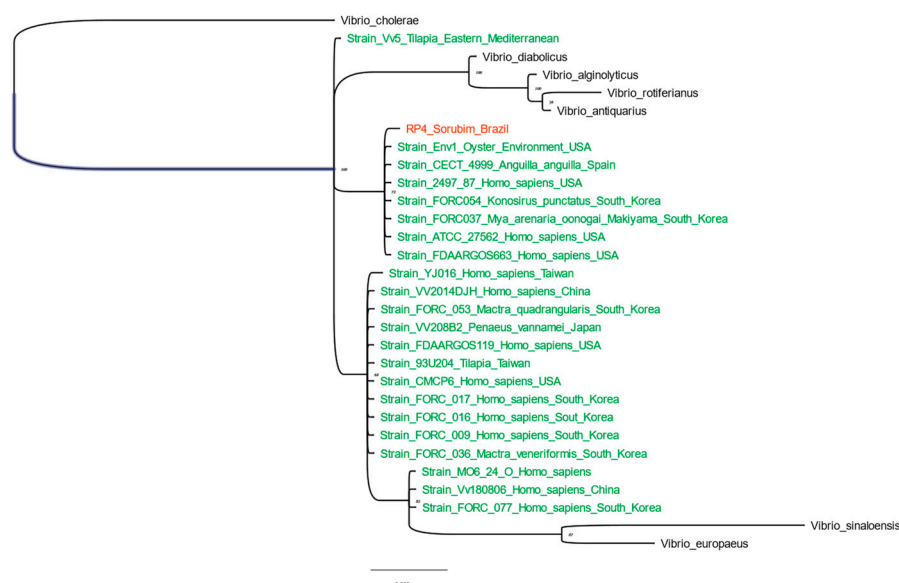 Vibrio_cholerae
Strain_Vv5_Tilapia_Eastern_Mediterranean
Vibrio_diabolicus
Vibrio_alginolyticus
Vibrio_rotiferianus
Vibrio_antiquarius
RP4_Sorubim_Brazil
Strain_Env1_Oyster_Environment_USA
Strain_CECT_4999_Anguilla_anguilla_Spain
Strain_2497_87_Homo_sapiens_USA
Strain_FORC054_Konosirus_punctatus_South_Korea
Strain_FORC037_Mya_arenaria_oonogai_Makiyama_South_Korea
Strain_ATCC_27562_Homo_sapiens_USA
Strain_FDAARGOS663_Homo_sapiens_USA
Strain_YJ016_Homo_sapiens_Taiwan
Strain_VV2014DJH_Homo_sapiens_China
Strain_FORC_053_Mactra_quadrangularis_South_Korea
Strain_VV208B2_Penaeus_vannamei_Japan
Strain_FDAARGOS119_Homo_sapiens_USA
Strain_93U204_Tilapia_Taiwan
Strain_CMCP6_Homo_sapiens_USA
Strain_FORC_017_Homo_sapiens_South_Korea
Strain_FORC_016_Homo_sapiens_Sout_Korea
Strain_FORC_009_Homo_sapiens_South_Korea
Strain_FORC_036_Mactra_veneriformis_South_Korea
Strain_MO6_24_O_Homo_sapiens
Strain_Vv180806_Homo_sapiens_China
Strain_FORC_077_Homo_sapiens_South_Korea
Vibrio_sinaloensis
Vibrio_europaeus